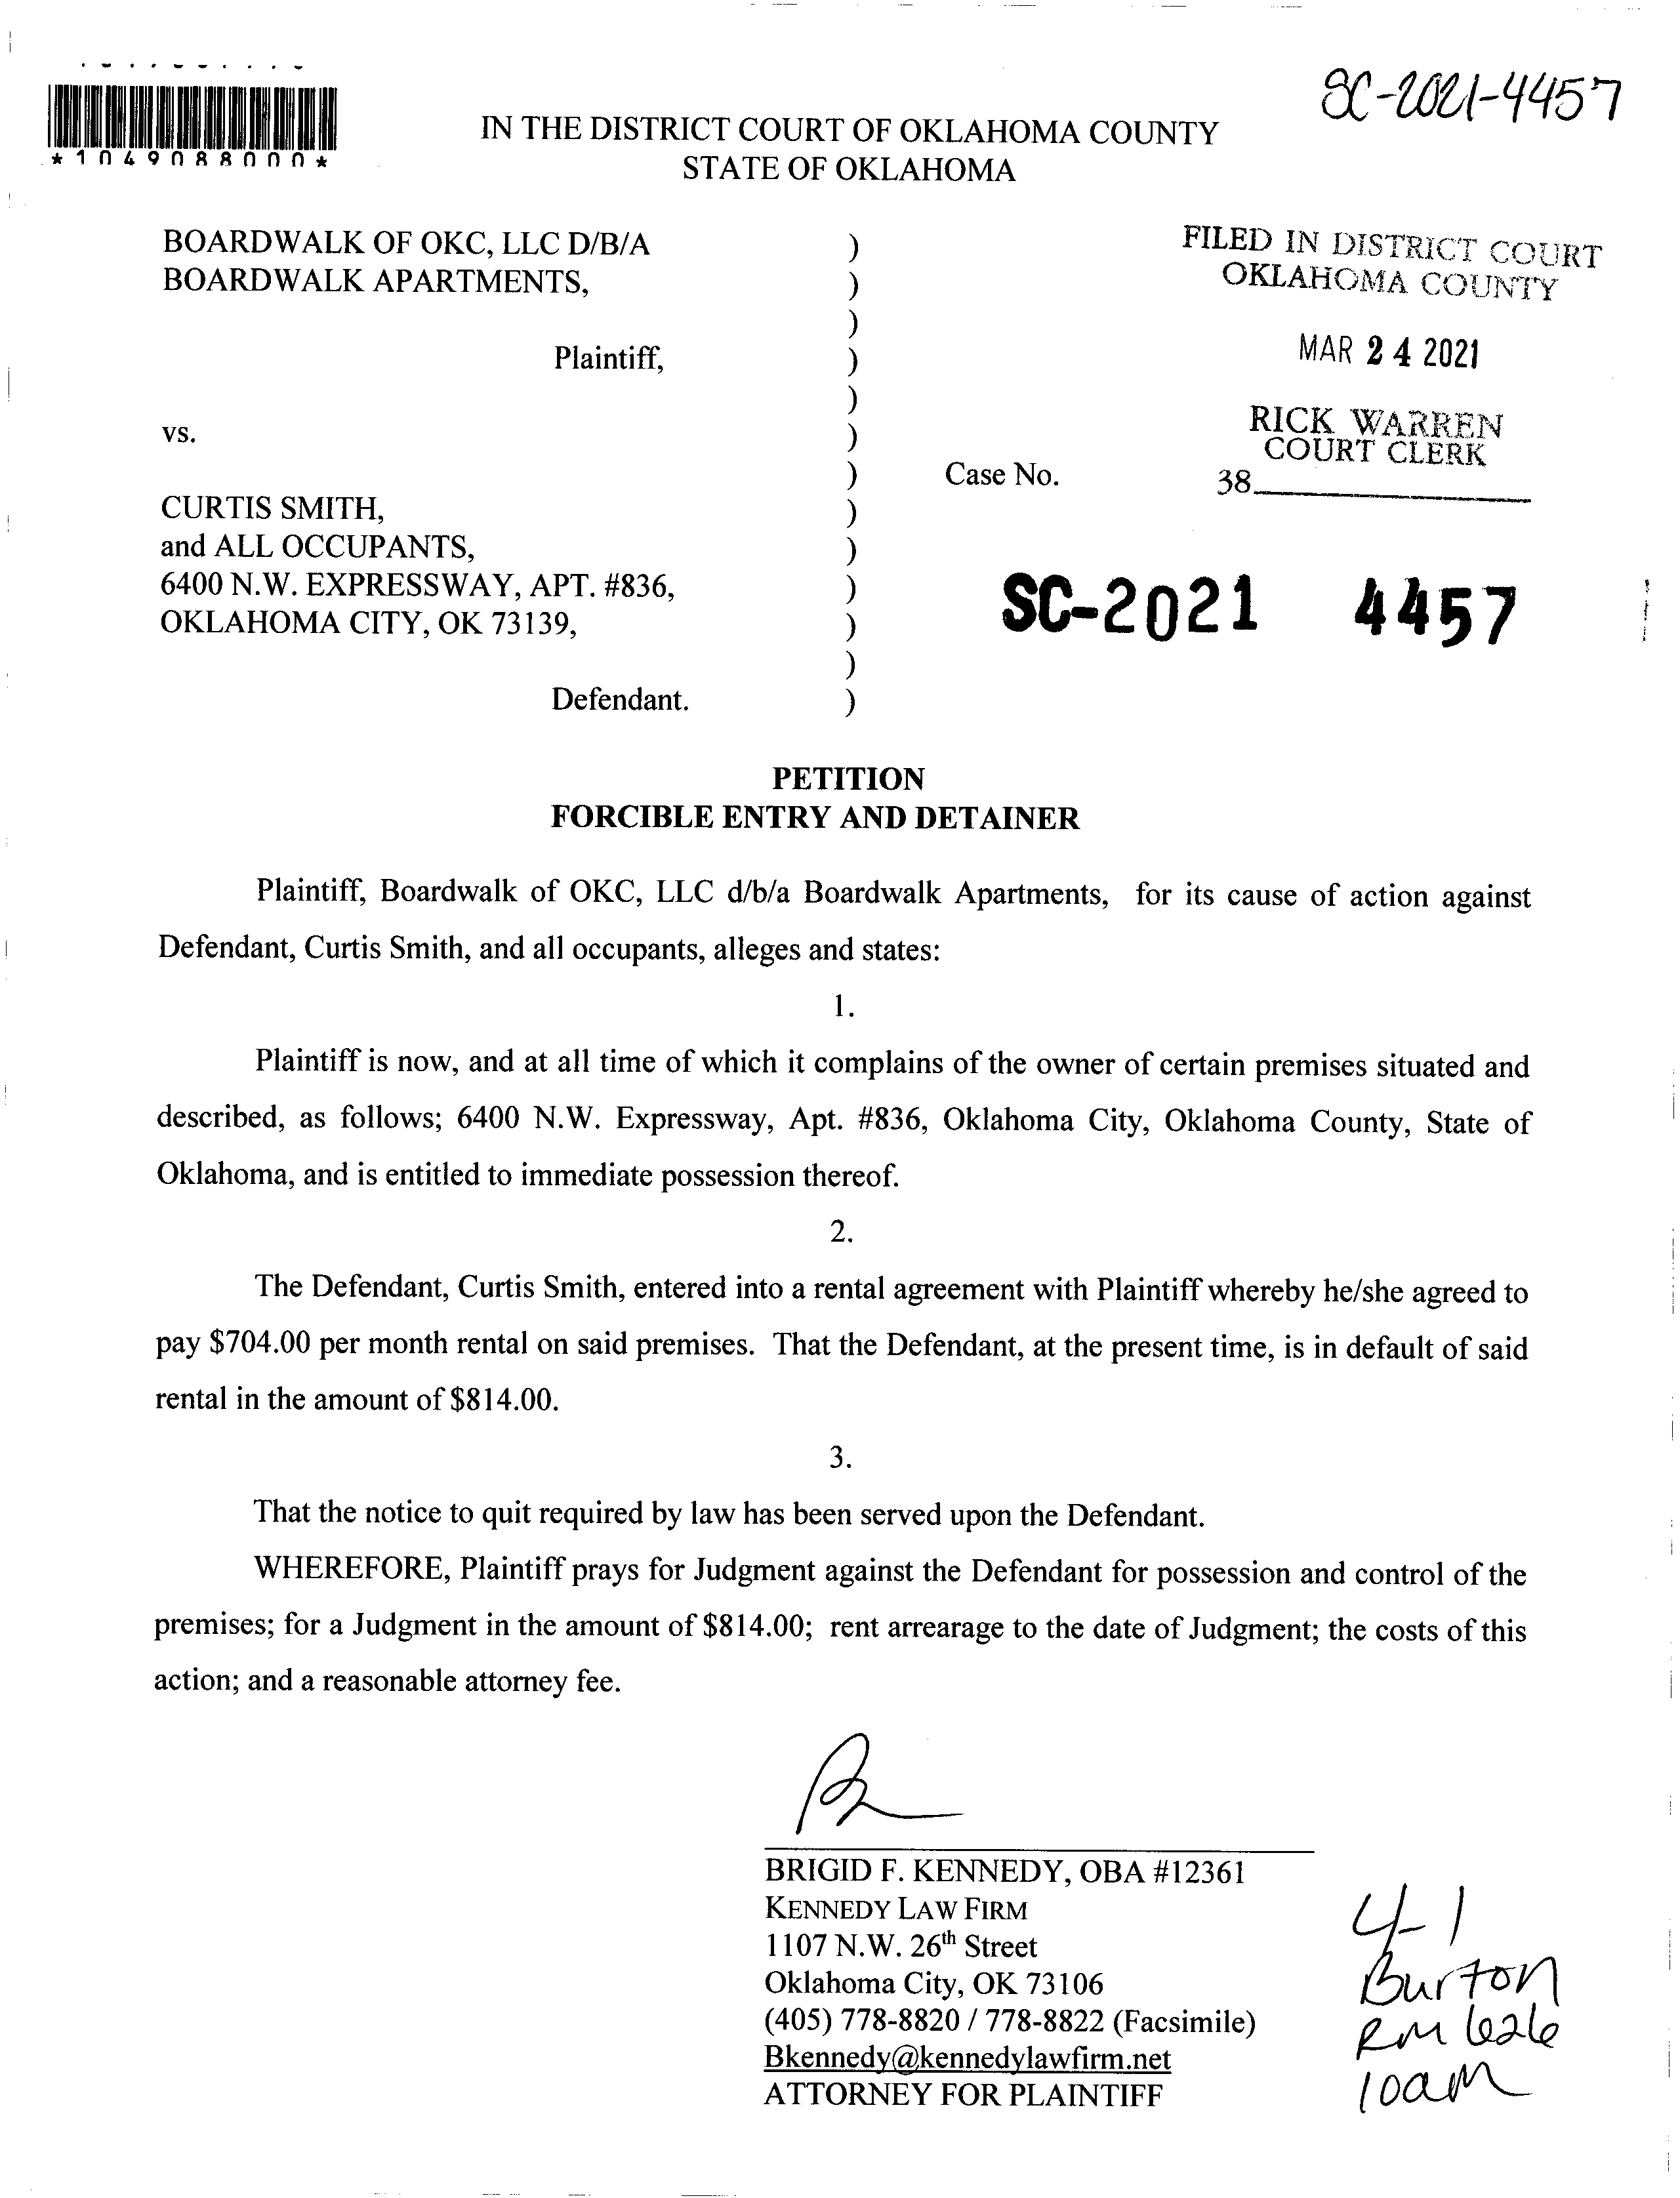 SC-2021-4457
*1049088000*
IN THE DISTRICT COURT OF OKLAHOMA COUNTY
STATE OF OKLAHOMA
BOARDWALK OF OKC, LLC D/B/A )
BOARDWALK APARTMENTS, )
)
Plaintiff, )
)
vs. )
)
CURTIS SMITH, )
and ALL OCCUPANTS, )
6400 N.W. EXPRESSWAY, APT. #836, )
OKLAHOMA CITY, OK 73139, )
)
Defendant. )
FILED IN DISTRICT COURT
OKLAHOMA COUNTY
MAR 24 2021
RICK WARREN
COURT CLERK
38
Case No.
SC-2021 4457
PETITION
FORCIBLE ENTRY AND DETAINER
Plaintiff, Boardwalk of OKC, LLC d/b/a Boardwalk Apartments, for its cause of action against
Defendant, Curtis Smith, and all occupants, alleges and states:
1.
Plaintiff is now, and at all time of which it complains of the owner of certain premises situated and
described, as follows; 6400 N.W. Expressway, Apt. #836, Oklahoma City, Oklahoma County, State of
Oklahoma, and is entitled to immediate possession thereof.
2.
The Defendant, Curtis Smith, entered into a rental agreement with Plaintiff whereby he/she agreed to
pay $704.00 per month rental on said premises. That the Defendant, at the present time, is in default of said
rental in the amount of $814.00.
3.
That the notice to quit required by law has been served upon the Defendant.
WHEREFORE, Plaintiff prays for Judgment against the Defendant for possession and control of the
premises; for a Judgment in the amount of $814.00; rent arrearage to the date of Judgment; the costs of this
action; and a reasonable attorney fee.
BRIGID F. KENNEDY, OBA #12361
KENNEDY LAW FIRM
1107 N.W. 26th Street
Oklahoma City, OK 73106
(405) 778-8820 / 778-8822 (Facsimile)
Bkennedy@kennedylawfirm.net
ATTORNEY FOR PLAINTIFF
4-1
Burton
Rm 626
10am